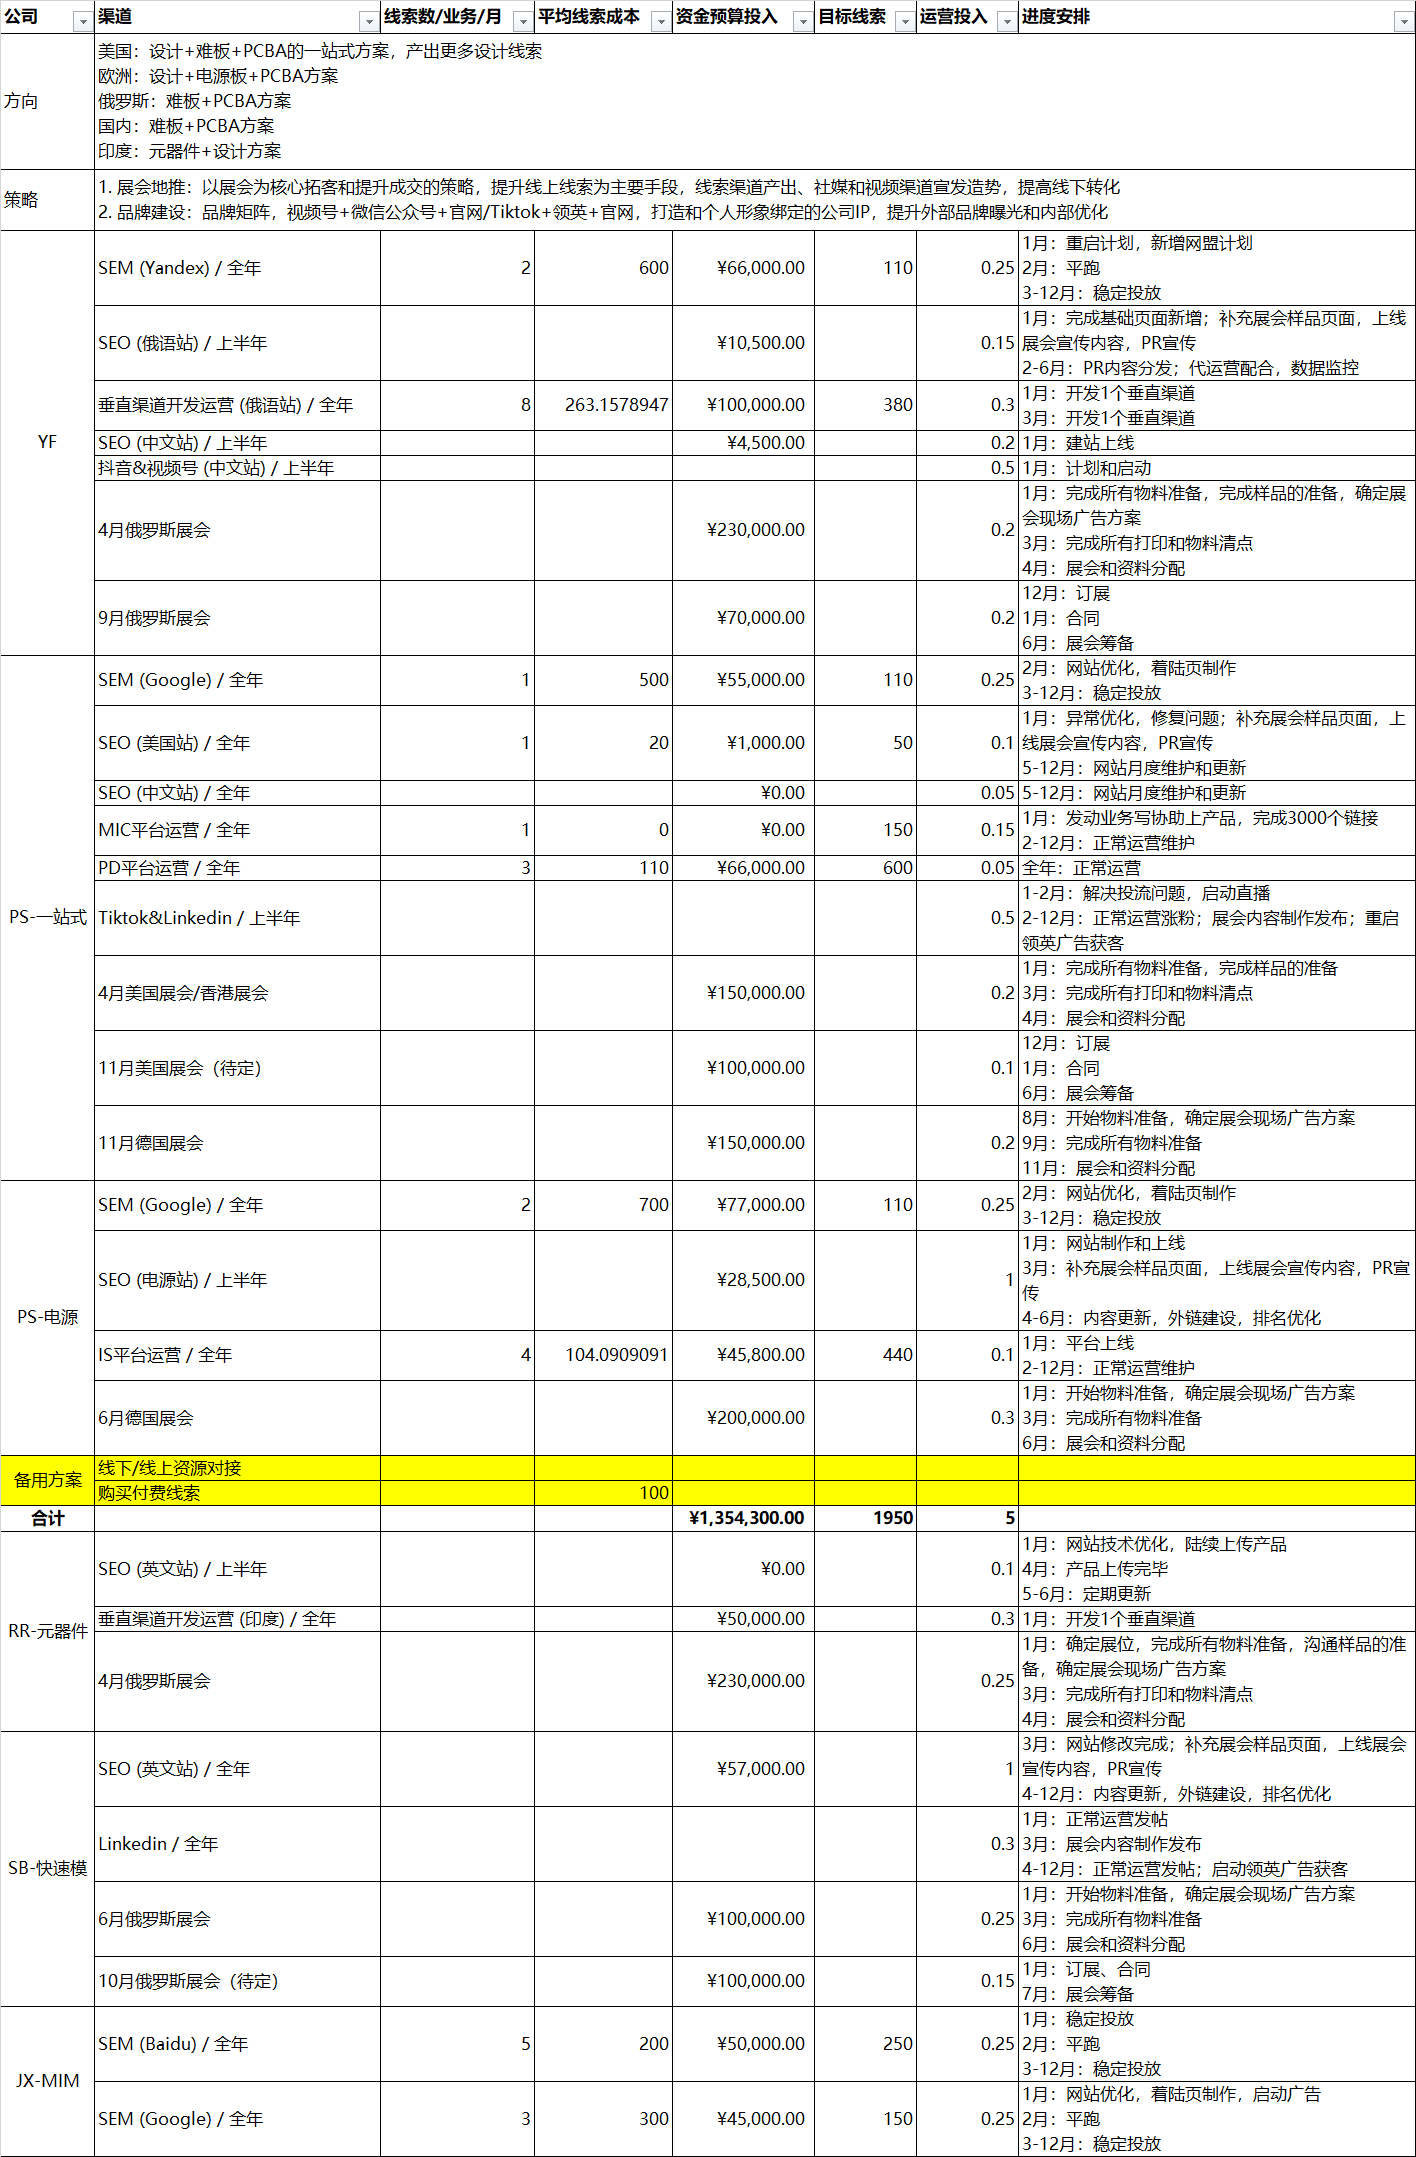 公司 渠道 线索数/业务/月 平均线索成本 资金预算投入 目标线索 运营投入 进度安排
方向
美国：设计+难板+PCBA的一站式方案，产出更多设计线索
欧洲：设计+电源板+PCBA方案
俄罗斯：难板+PCBA方案
国内：难板+PCBA方案
印度：元器件+设计方案
策略
1. 展会地推：以展会为核心拓客和提升成交的策略，提升线上线索为主要手段，线索渠道产出、社媒和视频渠道宣发造势，提高线下转化
2. 品牌建设：品牌矩阵，视频号+微信公众号+官网/Tiktok+领英+官网，打造和个人形象绑定的公司IP，提升外部品牌曝光和内部优化
YF
SEM (Yandex) / 全年 2 600 ¥66,000.00 110 0.25
1月：重启计划，新增网盟计划
2月：平跑
3-12月：稳定投放
SEO (俄语站) / 上半年 ¥10,500.00 0.15
1月：完成基础页面新增；补充展会样品页面，上线
展会宣传内容，PR宣传
2-6月：PR内容分发；代运营配合，数据监控
垂直渠道开发运营 (俄语站) / 全年 8 263.1578947 ¥100,000.00 380 0.3
1月：开发1个垂直渠道
3月：开发1个垂直渠道
SEO (中文站) / 上半年 ¥4,500.00 0.2 1月：建站上线
抖音&视频号 (中文站) / 上半年 0.5 1月：计划和启动
4月俄罗斯展会 ¥230,000.00 0.2
1月：完成所有物料准备，完成样品的准备，确定展
会现场广告方案
3月：完成所有打印和物料清点
4月：展会和资料分配
9月俄罗斯展会 ¥70,000.00 0.2
12月：订展
1月：合同
6月：展会筹备
PS-一站式
SEM (Google) / 全年 1 500 ¥55,000.00 110 0.25
2月：网站优化，着陆页制作
3-12月：稳定投放
SEO (美国站) / 全年 1 20 ¥1,000.00 50 0.1
1月：异常优化，修复问题；补充展会样品页面，上
线展会宣传内容，PR宣传
5-12月：网站月度维护和更新
SEO (中文站) / 全年 ¥0.00 0.05 5-12月：网站月度维护和更新
MIC平台运营 / 全年 1 0 ¥0.00 150 0.15
1月：发动业务写协助上产品，完成3000个链接
2-12月：正常运营维护
PD平台运营 / 全年 3 110 ¥66,000.00 600 0.05 全年：正常运营
Tiktok&Linkedin / 上半年 0.5
1-2月：解决投流问题，启动直播
2-12月：正常运营涨粉；展会内容制作发布；重启
领英广告获客
4月美国展会/香港展会 ¥150,000.00 0.2
1月：完成所有物料准备，完成样品的准备
3月：完成所有打印和物料清点
4月：展会和资料分配
11月美国展会（待定） ¥100,000.00 0.1
12月：订展
1月：合同
6月：展会筹备
11月德国展会 ¥150,000.00 0.2
8月：开始物料准备，确定展会现场广告方案
9月：完成所有物料准备
11月：展会和资料分配
PS-电源
SEM (Google) / 全年 2 700 ¥77,000.00 110 0.25
2月：网站优化，着陆页制作
3-12月：稳定投放
SEO (电源站) / 上半年 ¥28,500.00 1
1月：网站制作和上线
3月：补充展会样品页面，上线展会宣传内容，PR宣
传
4-6月：内容更新，外链建设，排名优化
IS平台运营 / 全年 4 104.0909091 ¥45,800.00 440 0.1
1月：平台上线
2-12月：正常运营维护
6月德国展会 ¥200,000.00 0.3
1月：开始物料准备，确定展会现场广告方案
3月：完成所有物料准备
6月：展会和资料分配
备用方案
线下/线上资源对接
购买付费线索 100
合计 ¥1,354,300.00 1950 5
RR-元器件
SEO (英文站) / 上半年 ¥0.00 0.1
1月：网站技术优化，陆续上传产品
4月：产品上传完毕
5-6月：定期更新
垂直渠道开发运营 (印度) / 全年 ¥50,000.00 0.3 1月：开发1个垂直渠道
4月俄罗斯展会 ¥230,000.00 0.25
1月：确定展位，完成所有物料准备，沟通样品的准
备，确定展会现场广告方案
3月：完成所有打印和物料清点
4月：展会和资料分配
SB-快速模
SEO (英文站) / 全年 ¥57,000.00 1
3月：网站修改完成；补充展会样品页面，上线展会
宣传内容，PR宣传
4-12月：内容更新，外链建设，排名优化
Linkedin / 全年 0.3
1月：正常运营发帖
3月：展会内容制作发布
4-12月：正常运营发帖；启动领英广告获客
6月俄罗斯展会 ¥100,000.00 0.25
1月：开始物料准备，确定展会现场广告方案
3月：完成所有物料准备
6月：展会和资料分配
10月俄罗斯展会（待定） ¥100,000.00 0.15
1月：订展、合同
7月：展会筹备
JX-MIM
SEM (Baidu) / 全年 5 200 ¥50,000.00 250 0.25
1月：稳定投放
2月：平跑
3-12月：稳定投放
SEM (Google) / 全年 3 300 ¥45,000.00 150 0.25
1月：网站优化，着陆页制作，启动广告
2月：平跑
3-12月：稳定投放